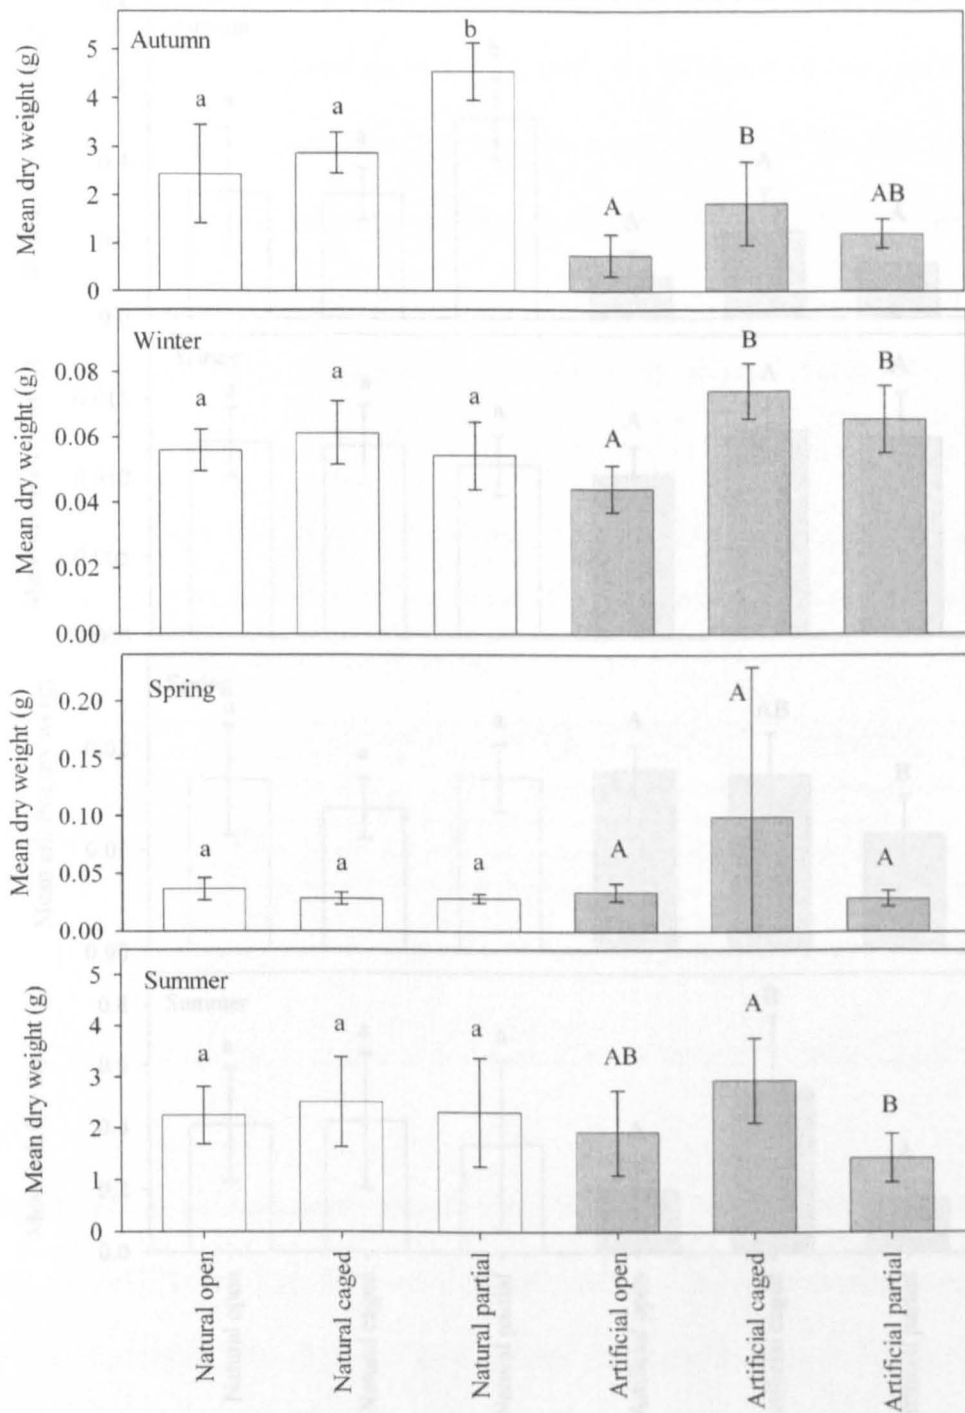 Autumn
Mean dry weight (g)
5
4
3
2
1
0
a
a
b
A
B
AB
Winter
Mean dry weight (g)
0.08
0.06
0.04
0.02
0.00
a
a
a
A
B
B
Spring
Mean dry weight (g)
0.20
0.15
0.10
0.05
0.00
a
a
a
A
A
A
Summer
Mean dry weight (g)
5
4
3
2
1
0
a
a
a
AB
A
B
Natural open
Natural caged
Natural partial
Artificial open
Artificial caged
Artificial partial